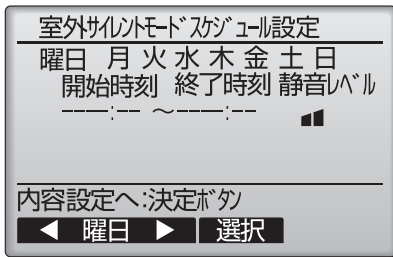 室外ｻｲﾚﾝﾄﾓｰﾄﾞｽｹｼﾞｭｰﾙ設定
曜日 月 火 水 木 金 土 日
開始時刻 終了時刻 静音ﾚﾍﾞﾙ
--:-- ～--:--
内容設定へ:決定ﾎﾞﾀﾝ
◀ 曜日 ▶ 選択